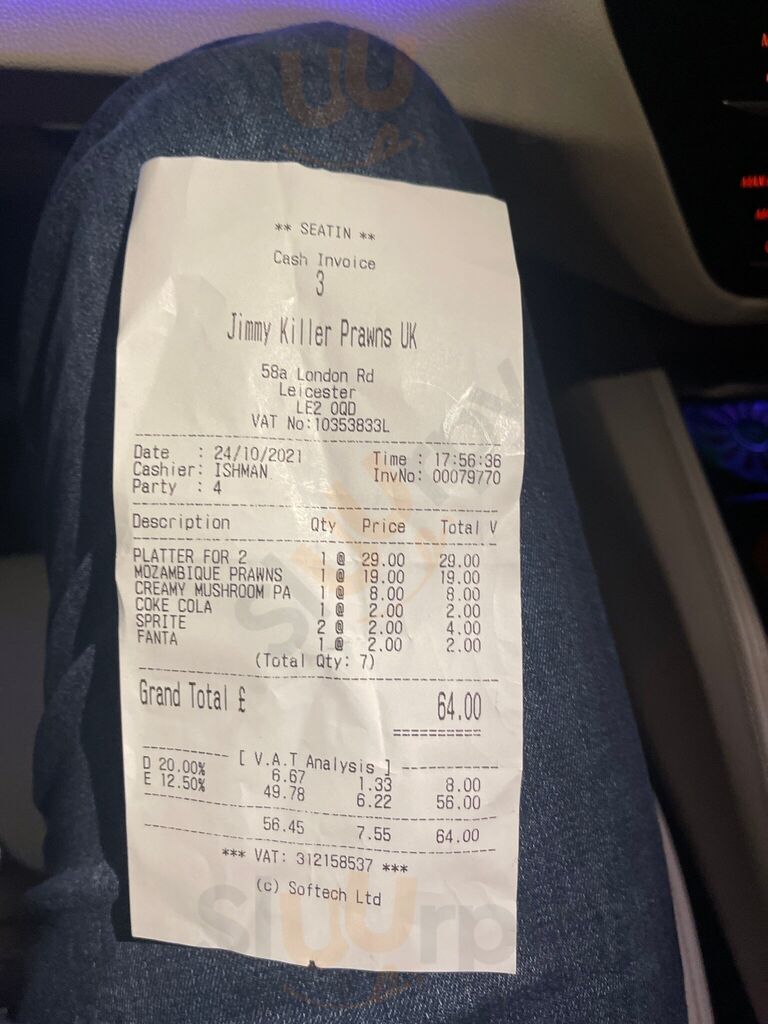 ** SEATIN **
Cash Invoice
3
Jimmy Killer Prawns UK
58a London Rd
Leicester
LE2 0QD
VAT No:10353833L
Date : 24/10/2021 Time : 17:56:36
Cashier: ISHMAN InvNo: 00079770
Party : 4
Description Qty Price Total V
PLATTER FOR 2 1 @ 29.00 29.00
MOZAMBIQUE PRAWNS 1 @ 19.00 19.00
CREAMY MUSHROOM PA 1 @ 8.00 8.00
COKE COLA 1 @ 2.00 2.00
SPRITE 2 @ 2.00 4.00
FANTA 1 @ 2.00 2.00
(Total Qty: 7)
Grand Total £ 64.00
[ V.A.T Analysis ]
D 20.00% 6.67 1.33 8.00
E 12.50% 49.78 6.22 56.00
56.45 7.55 64.00
*** VAT: 312158537 ***
(c) Softech Ltd